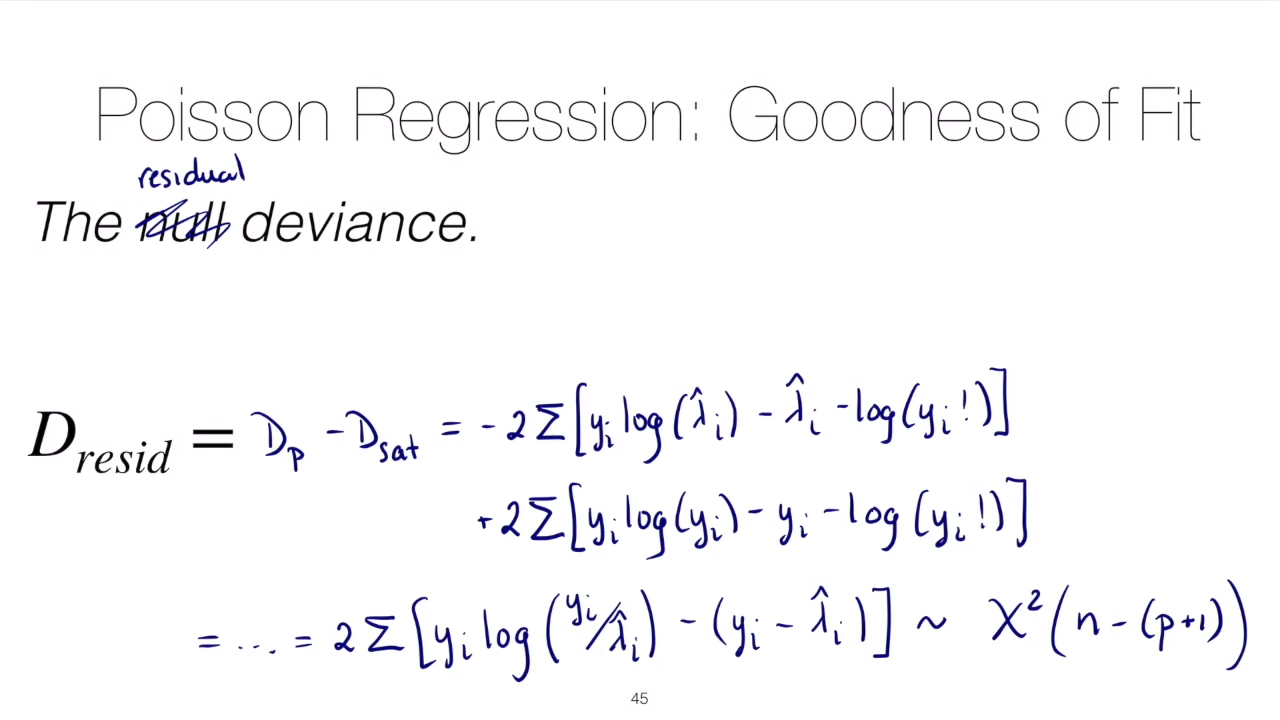 Poisson Regression: Goodness of Fit
residual
The null deviance.
D_resid = D_p - D_sat = -2Σ[y_i log(λ̂_i) - λ̂_i - log(y_i!)]
+2Σ[y_i log(y_i) - y_i - log(y_i!)]
= ... = 2Σ[y_i log(y_i/λ̂_i) - (y_i - λ̂_i)] ~ χ²(n-(p+1))
45